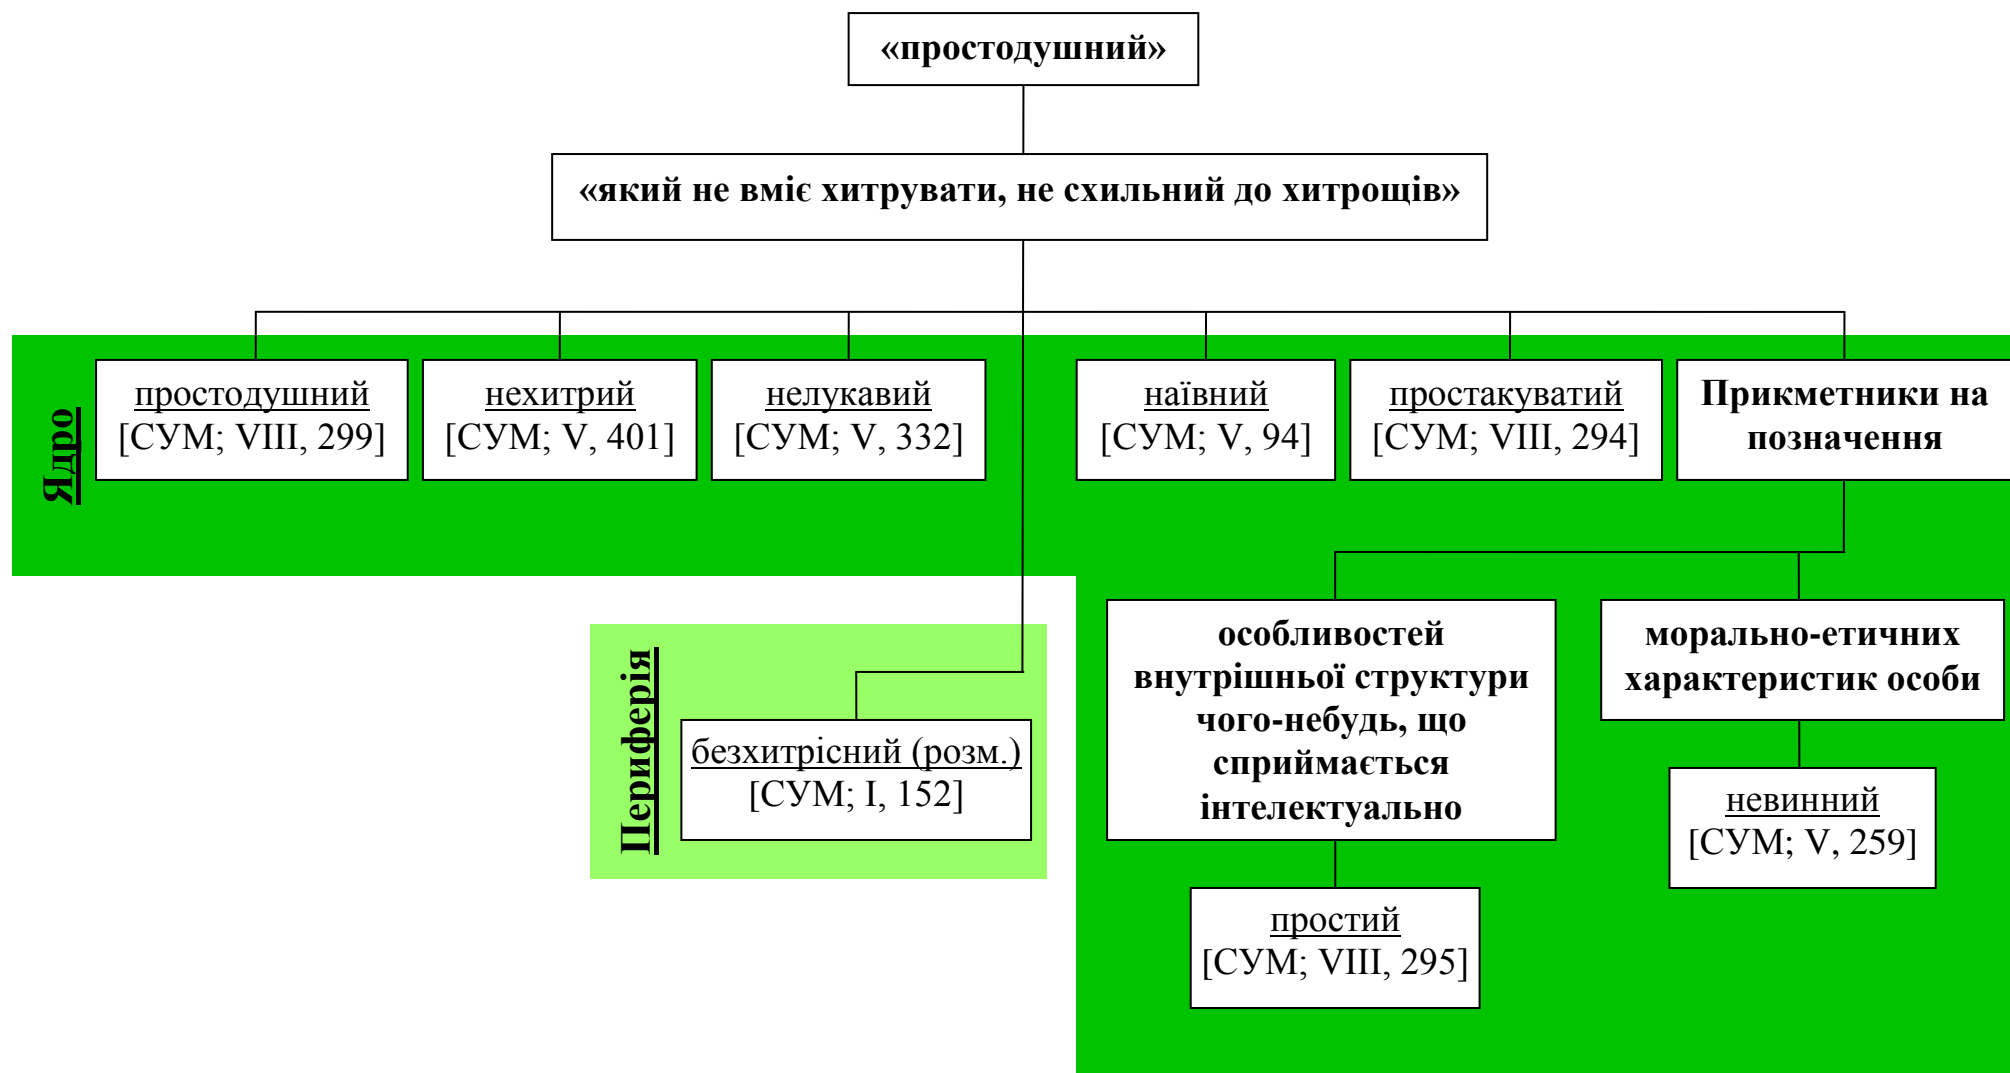 «простодушний»
«який не вміє хитрувати, не схильний до хитрощів»
Ядро
простодушний
[СУМ; VIII, 299]
нехитрий
[СУМ; V, 401]
нелукавий
[СУМ; V, 332]
наївний
[СУМ; V, 94]
простакуватий
[СУМ; VIII, 294]
Прикметники на
позначення
особливостей
внутрішньої структури
чого-небудь, що
сприймається
інтелектуально
простий
[СУМ; VIII, 295]
морально-етичних
характеристик особи
невинний
[СУМ; V, 259]
Периферія
безхитрісний (розм.)
[СУМ; I, 152]